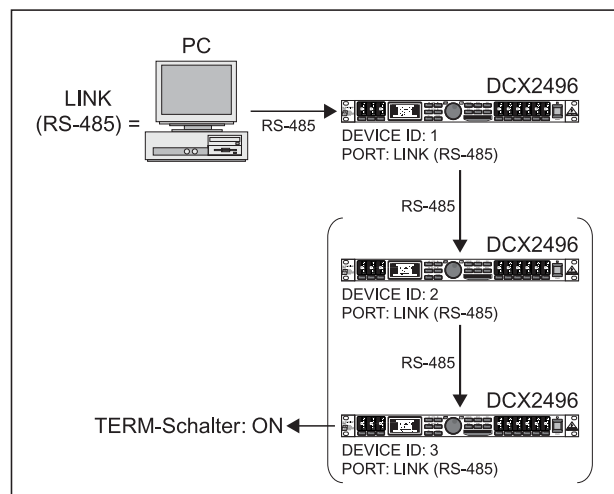 PC
LINK
(RS-485) =
RS-485
DCX2496
DEVICE ID: 1
PORT: LINK (RS-485)
RS-485
DCX2496
DEVICE ID: 2
PORT: LINK (RS-485)
RS-485
DCX2496
TERM-Schalter: ON
DEVICE ID: 3
PORT: LINK (RS-485)